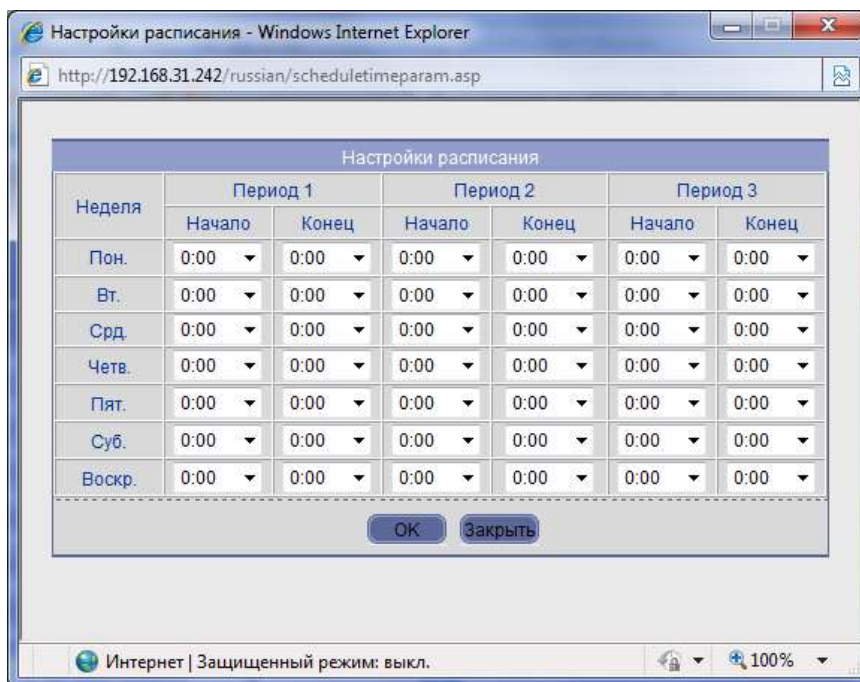 Настройки расписания - Windows Internet Explorer
http://192.168.31.242/russian/scheduletimeparam.asp
Настройки расписания
Неделя Период 1 Период 2 Период 3
Начало Конец Начало Конец Начало Конец
Пон. 0:00 0:00 0:00 0:00 0:00 0:00
Вт. 0:00 0:00 0:00 0:00 0:00 0:00
Срд. 0:00 0:00 0:00 0:00 0:00 0:00
Четв. 0:00 0:00 0:00 0:00 0:00 0:00
Пят. 0:00 0:00 0:00 0:00 0:00 0:00
Суб. 0:00 0:00 0:00 0:00 0:00 0:00
Воскр. 0:00 0:00 0:00 0:00 0:00 0:00
OK Закрыть
Интернет | Защищенный режим: выкл. 100%